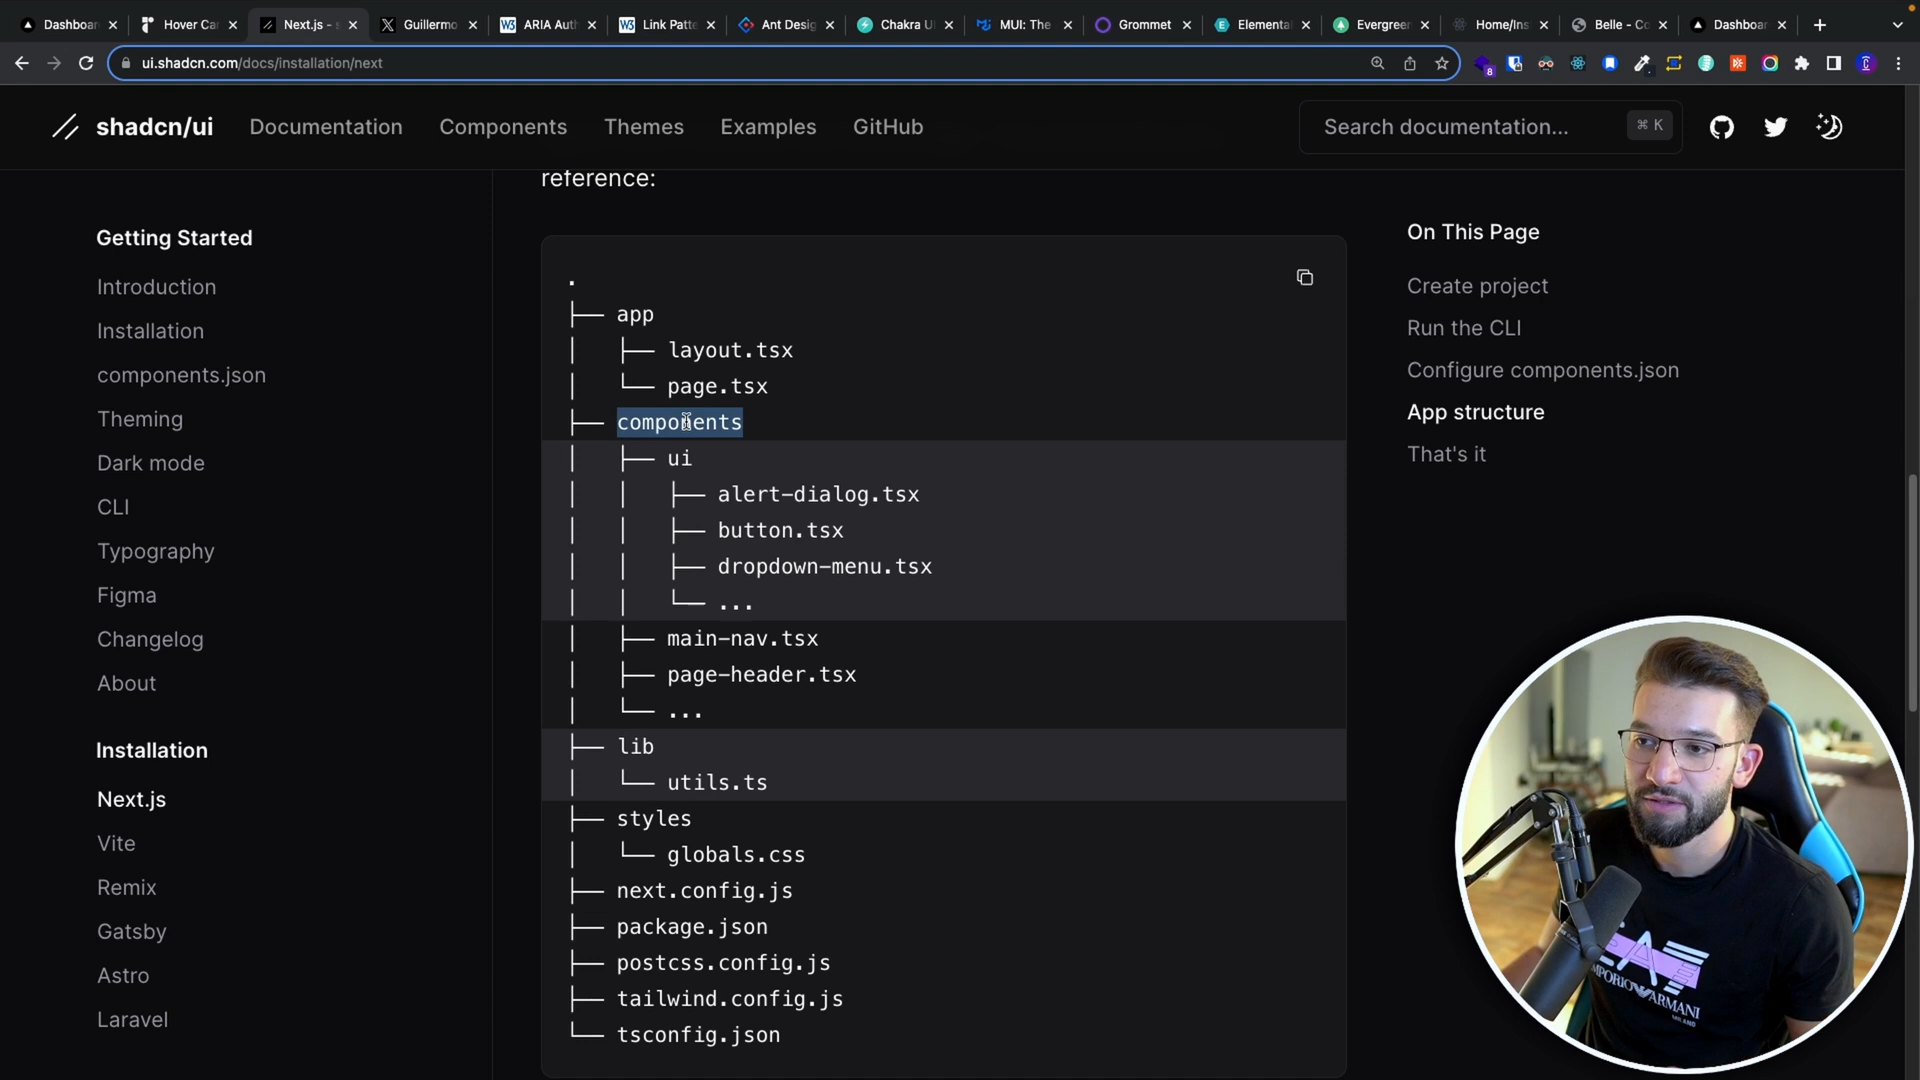 Dashboar
Hover Car
Next.js -
Guillermo
ARIA Aut
Link Patte
Ant Desig
Chakra U
MUI: The
Grommet
Elementa
Evergreen
Home/Ins
Belle - Co
Dashboar
ui.shadcn.com/docs/installation/next
8
shadcn/ui
Documentation
Components
Themes
Examples
GitHub
Search documentation...
⌘ K
Getting Started
Introduction
Installation
components.json
Theming
Dark mode
CLI
Typography
Figma
Changelog
About
Installation
Next.js
Vite
Remix
Gatsby
Astro
Laravel
reference:
.
├── app
│   ├── layout.tsx
│   └── page.tsx
├── components
│   ├── ui
│   │   ├── alert-dialog.tsx
│   │   ├── button.tsx
│   │   ├── dropdown-menu.tsx
│   │   └── ...
│   ├── main-nav.tsx
│   ├── page-header.tsx
│   └── ...
├── lib
│   └── utils.ts
├── styles
│   └── globals.css
├── next.config.js
├── package.json
├── postcss.config.js
├── tailwind.config.js
└── tsconfig.json
On This Page
Create project
Run the CLI
Configure components.json
App structure
That's it
EMPORIO ARMANI
MILANO